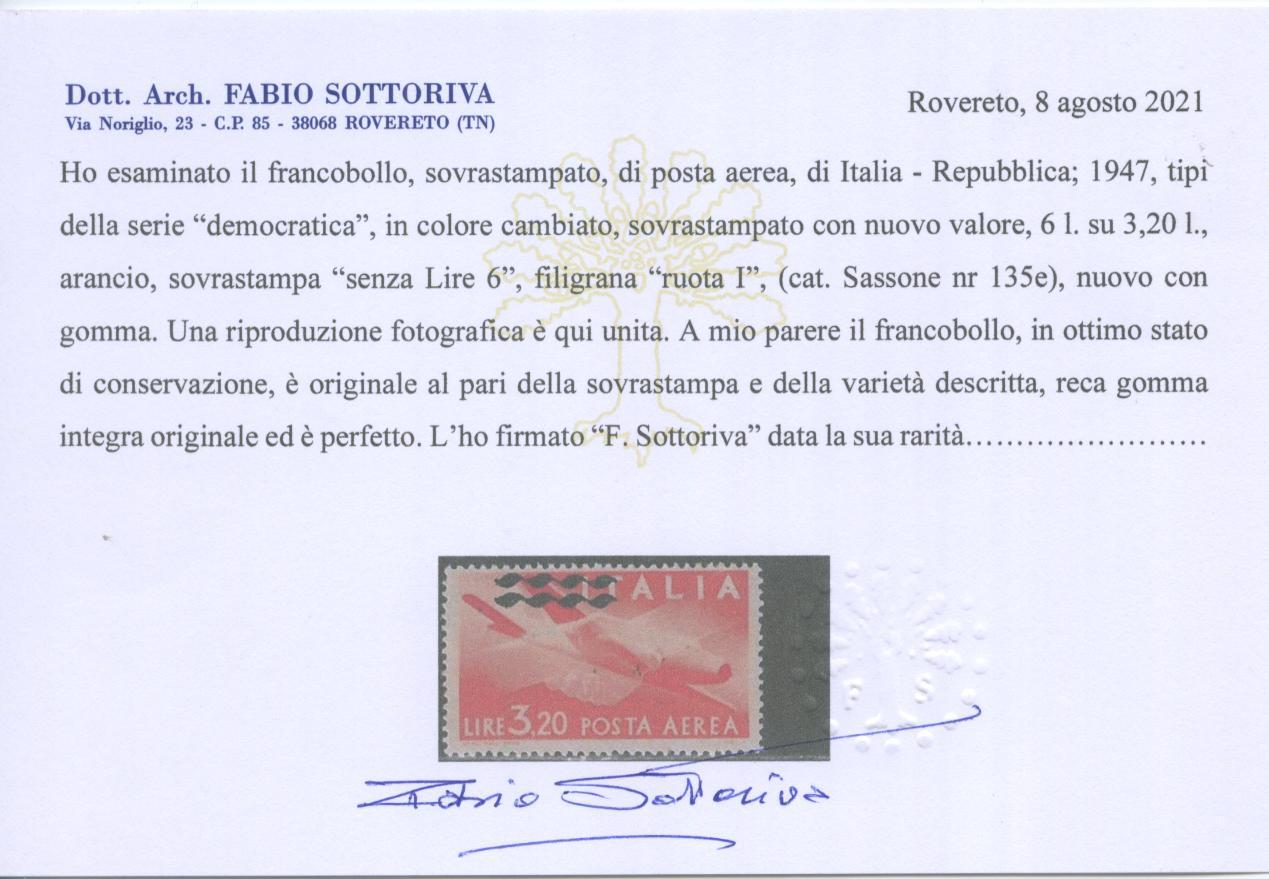 Dott. Arch. FABIO SOTTORIVA
Via Noriglio, 23 - C.P. 85 - 38068 ROVERETO (TN)
Rovereto, 8 agosto 2021
Ho esaminato il francobollo, sovrastampato, di posta aerea, di Italia - Repubblica; 1947, tipi
della serie “democratica”, in colore cambiato, sovrastampato con nuovo valore, 6 l. su 3,20 l.,
arancio, sovrastampa “senza Lire 6”, filigrana “ruota I”, (cat. Sassone nr 135e), nuovo con
gomma. Una riproduzione fotografica è qui unita. A mio parere il francobollo, in ottimo stato
di conservazione, è originale al pari della sovrastampa e della varietà descritta, reca gomma
integra originale ed è perfetto. L’ho firmato “F. Sottoriva” data la sua rarità........................
ITALIA
LIRE 3,20 POSTA AEREA
F S
Fabio Sottoriva